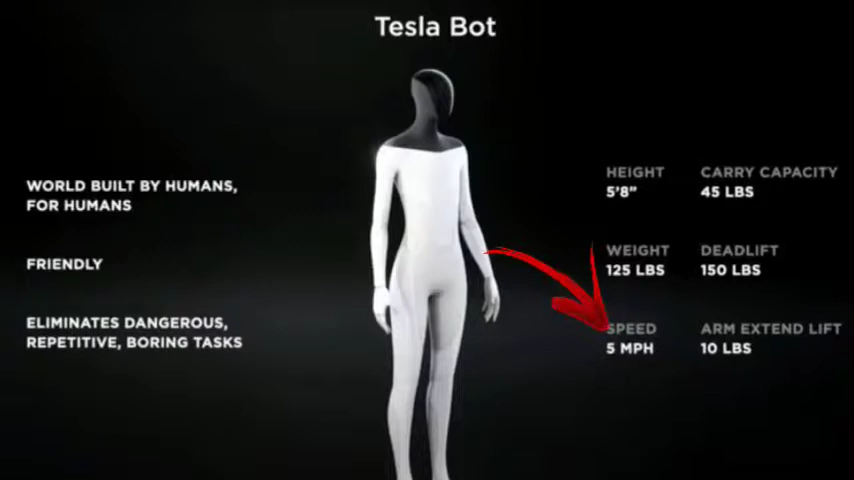 Tesla Bot
WORLD BUILT BY HUMANS,
FOR HUMANS
FRIENDLY
ELIMINATES DANGEROUS,
REPETITIVE, BORING TASKS
HEIGHT
5'8"
CARRY CAPACITY
45 LBS
WEIGHT
125 LBS
DEADLIFT
150 LBS
SPEED
5 MPH
ARM EXTEND LIFT
10 LBS